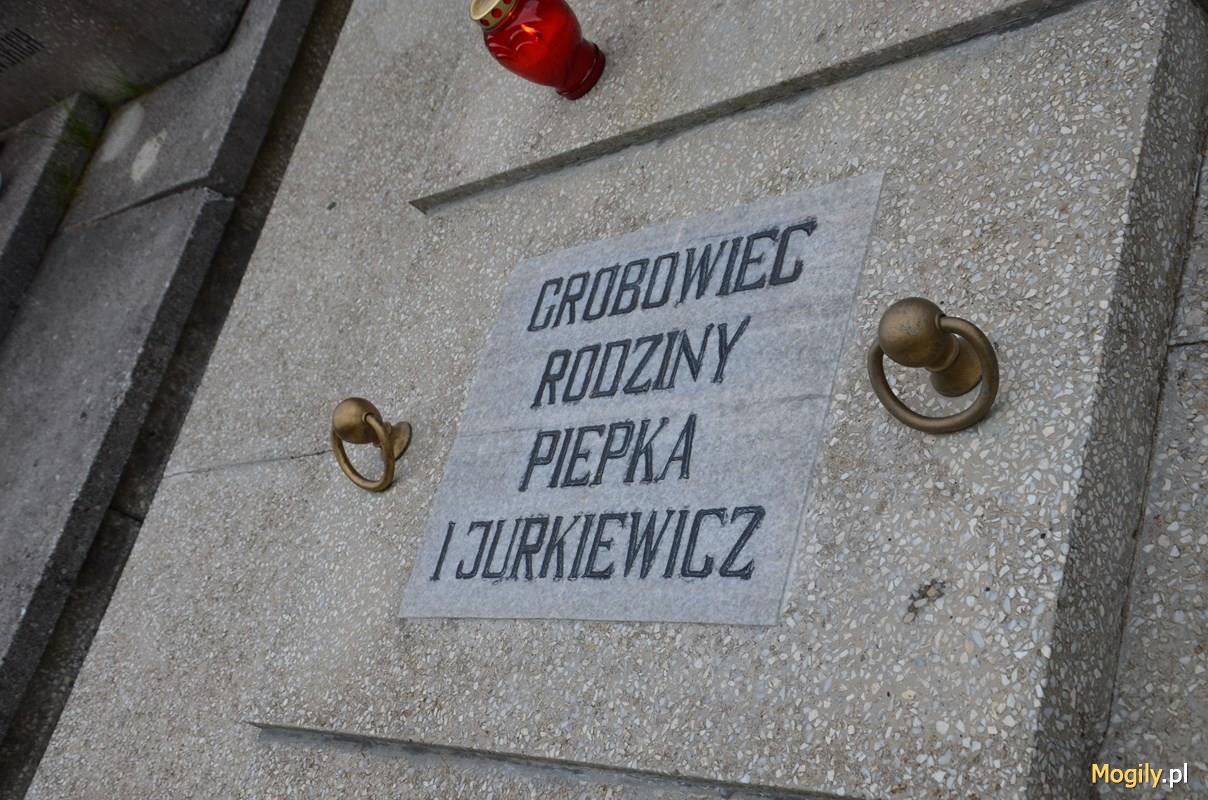 GROBOWIEC
RODZINY
PIEPKA
I JURKIEWICZ
Mogily.pl